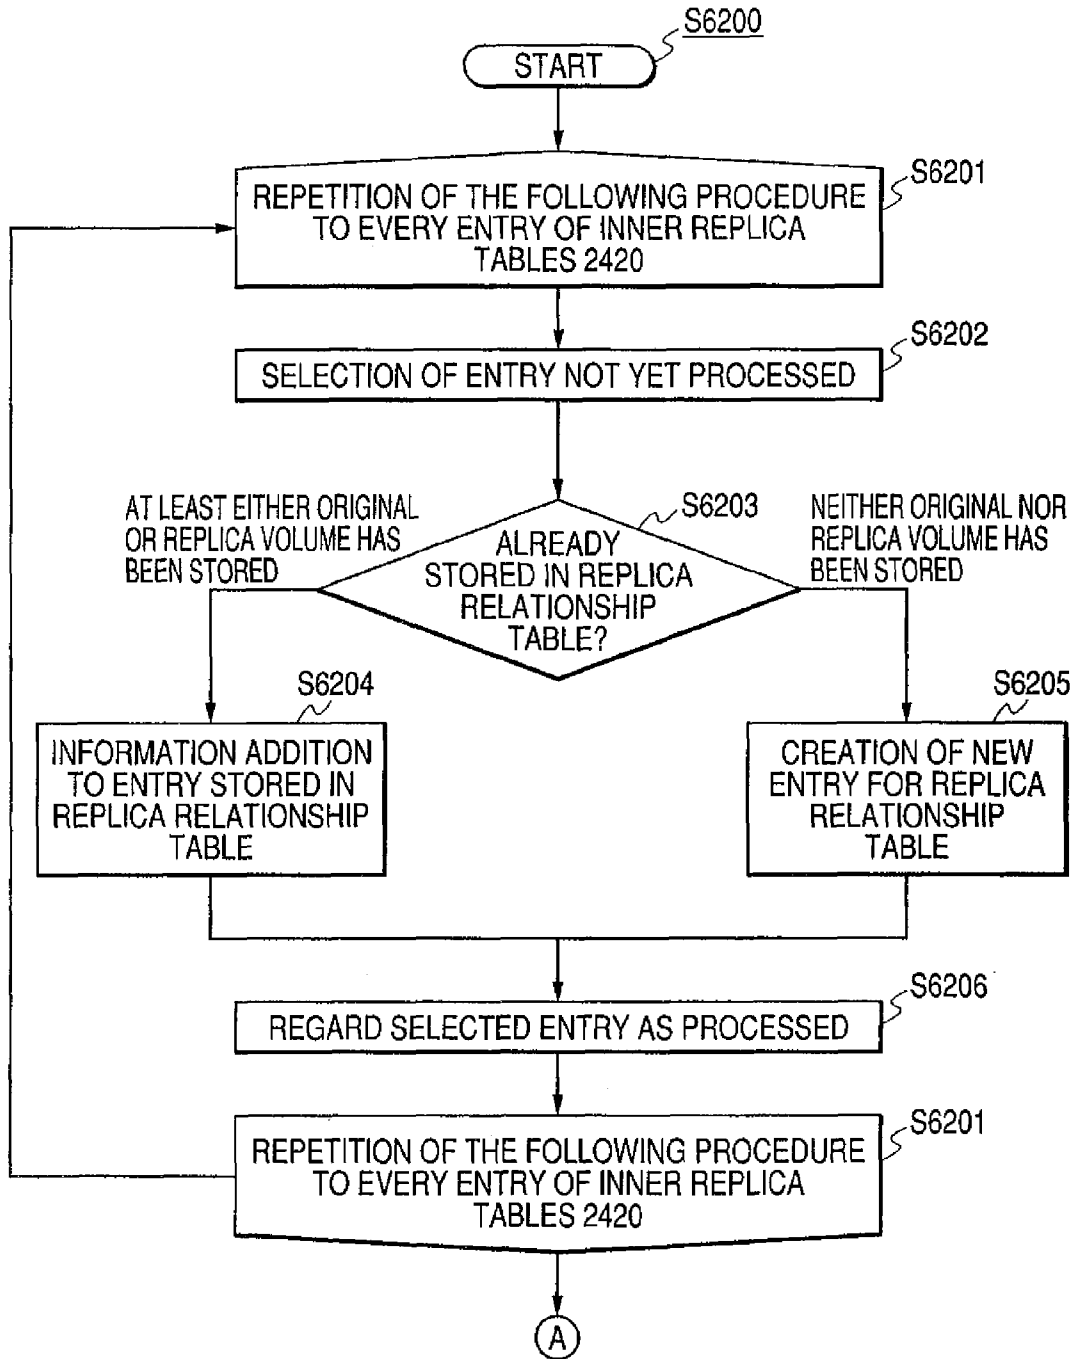 S6200
START
S6201
REPETITION OF THE FOLLOWING PROCEDURE
TO EVERY ENTRY OF INNER REPLICA
TABLES 2420
S6202
SELECTION OF ENTRY NOT YET PROCESSED
AT LEAST EITHER ORIGINAL
OR REPLICA VOLUME HAS
BEEN STORED
S6203
ALREADY
STORED IN REPLICA
RELATIONSHIP
TABLE?
NEITHER ORIGINAL NOR
REPLICA VOLUME HAS
BEEN STORED
S6204
INFORMATION ADDITION
TO ENTRY STORED IN
REPLICA RELATIONSHIP
TABLE
S6205
CREATION OF NEW
ENTRY FOR REPLICA
RELATIONSHIP
TABLE
S6206
REGARD SELECTED ENTRY AS PROCESSED
S6201
REPETITION OF THE FOLLOWING PROCEDURE
TO EVERY ENTRY OF INNER REPLICA
TABLES 2420
A